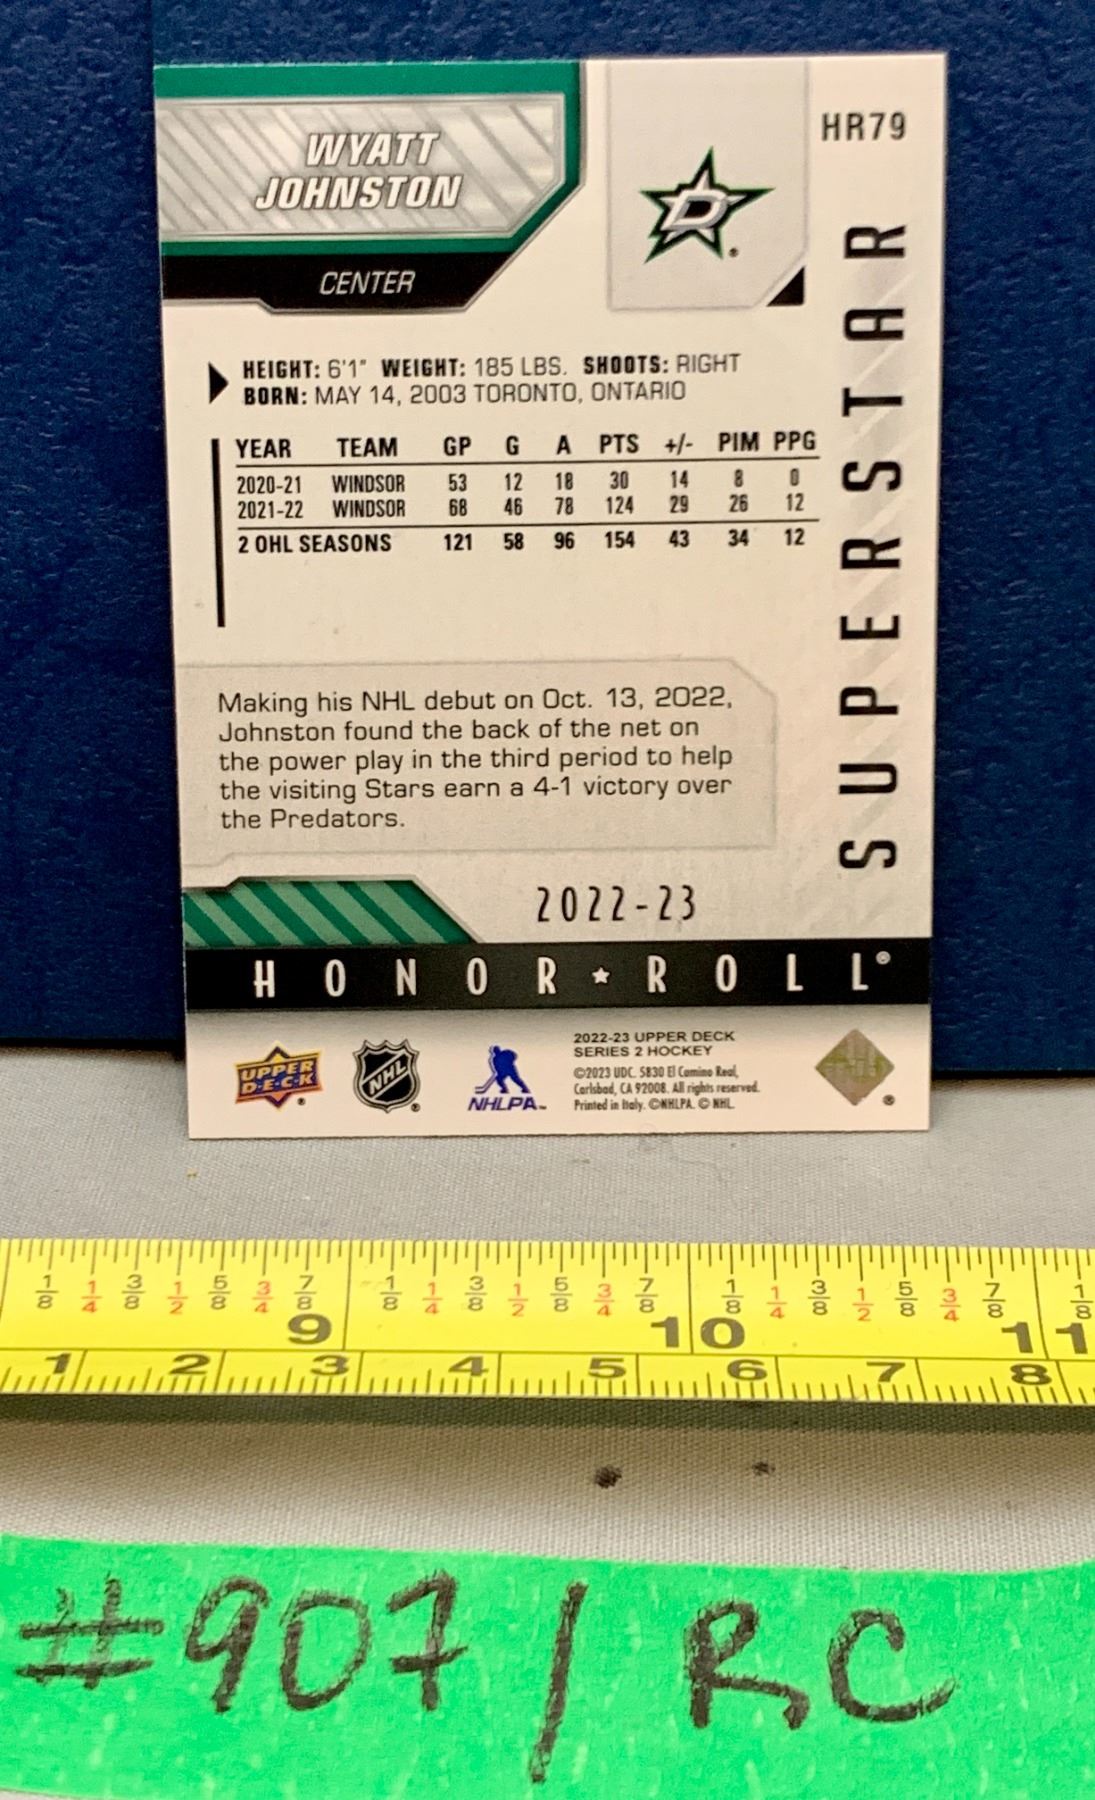 WYATT
JOHNSTON
CENTER
D
HR79
SUPERSTAR
HEIGHT: 6'1" WEIGHT: 185 LBS. SHOOTS: RIGHT
BORN: MAY 14, 2003 TORONTO, ONTARIO
YEAR TEAM GP G A PTS +/- PIM PPG
2020-21 WINDSOR 53 12 18 30 14 8 0
2021-22 WINDSOR 68 46 78 124 29 26 12
2 OHL SEASONS 121 58 96 154 43 34 12
Making his NHL debut on Oct. 13, 2022,
Johnston found the back of the net on
the power play in the third period to help
the visiting Stars earn a 4-1 victory over
the Predators.
2022-23
HONOR★ROLL®
UPPER
D·E·C·K
NHL
NHLPA™
2022-23 UPPER DECK
SERIES 2 HOCKEY
©2023 UDC. 5830 El Camino Real,
Carlsbad, CA 92008. All rights reserved.
Printed in Italy. ©NHLPA. © NHL.
1/8 1/4 3/8 1/2 5/8 3/4 7/8 1/8 1/4 3/8 1/2 5/8 3/4 7/8 1/8 1/4 3/8 1/2 5/8 3/4 7/8 1/8
9 10 11
1 2 3 4 5 6 7 8
#907/RC